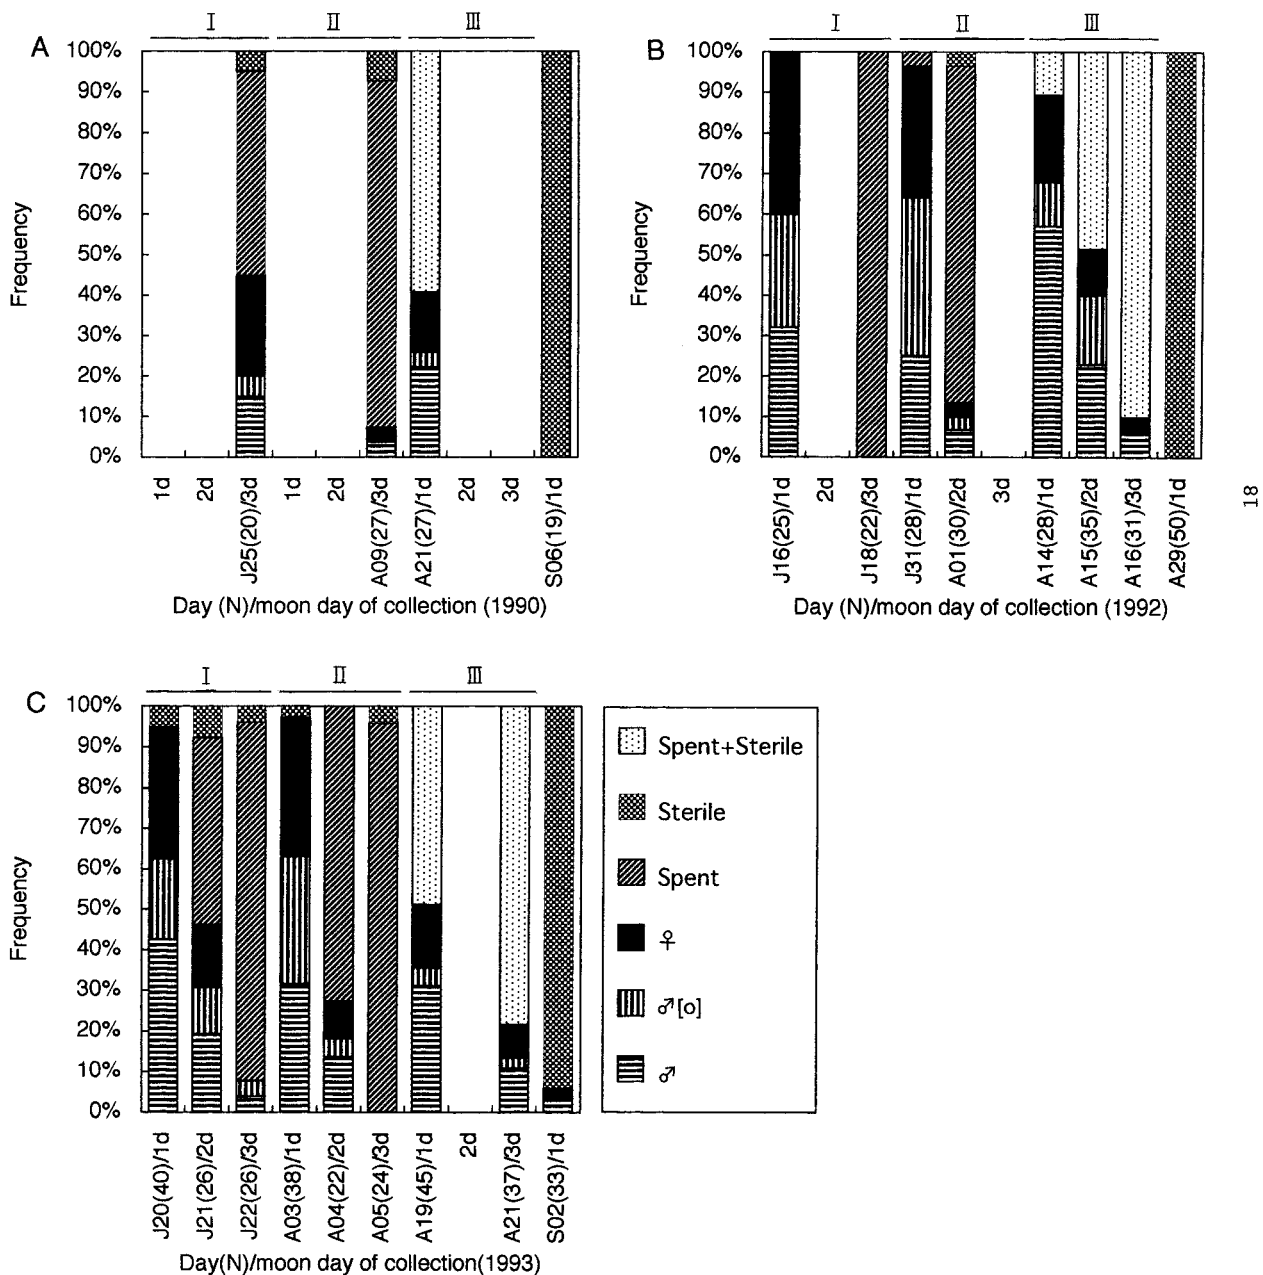 A
I II III
100%
90%
80%
70%
60%
50%
40%
30%
20%
10%
0%
Frequency
1d
2d
J25(20)/3d
1d
2d
A09(27)/3d
A21(27)/1d
2d
3d
S06(19)/1d
Day (N)/moon day of collection (1990)
B
I II III
100%
90%
80%
70%
60%
50%
40%
30%
20%
10%
0%
Frequency
J16(25)/1d
2d
J18(22)/3d
J31(28)/1d
A01(30)/2d
3d
A14(28)/1d
A15(35)/2d
A16(31)/3d
A29(50)/1d
Day (N)/moon day of collection (1992)
18
C
I II III
100%
90%
80%
70%
60%
50%
40%
30%
20%
10%
0%
Frequency
J20(40)/1d
J21(26)/2d
J22(26)/3d
A03(38)/1d
A04(22)/2d
A05(24)/3d
A19(45)/1d
2d
A21(37)/3d
S02(33)/1d
Day(N)/moon day of collection(1993)
Spent+Sterile
Sterile
Spent
♀
♂[o]
♂